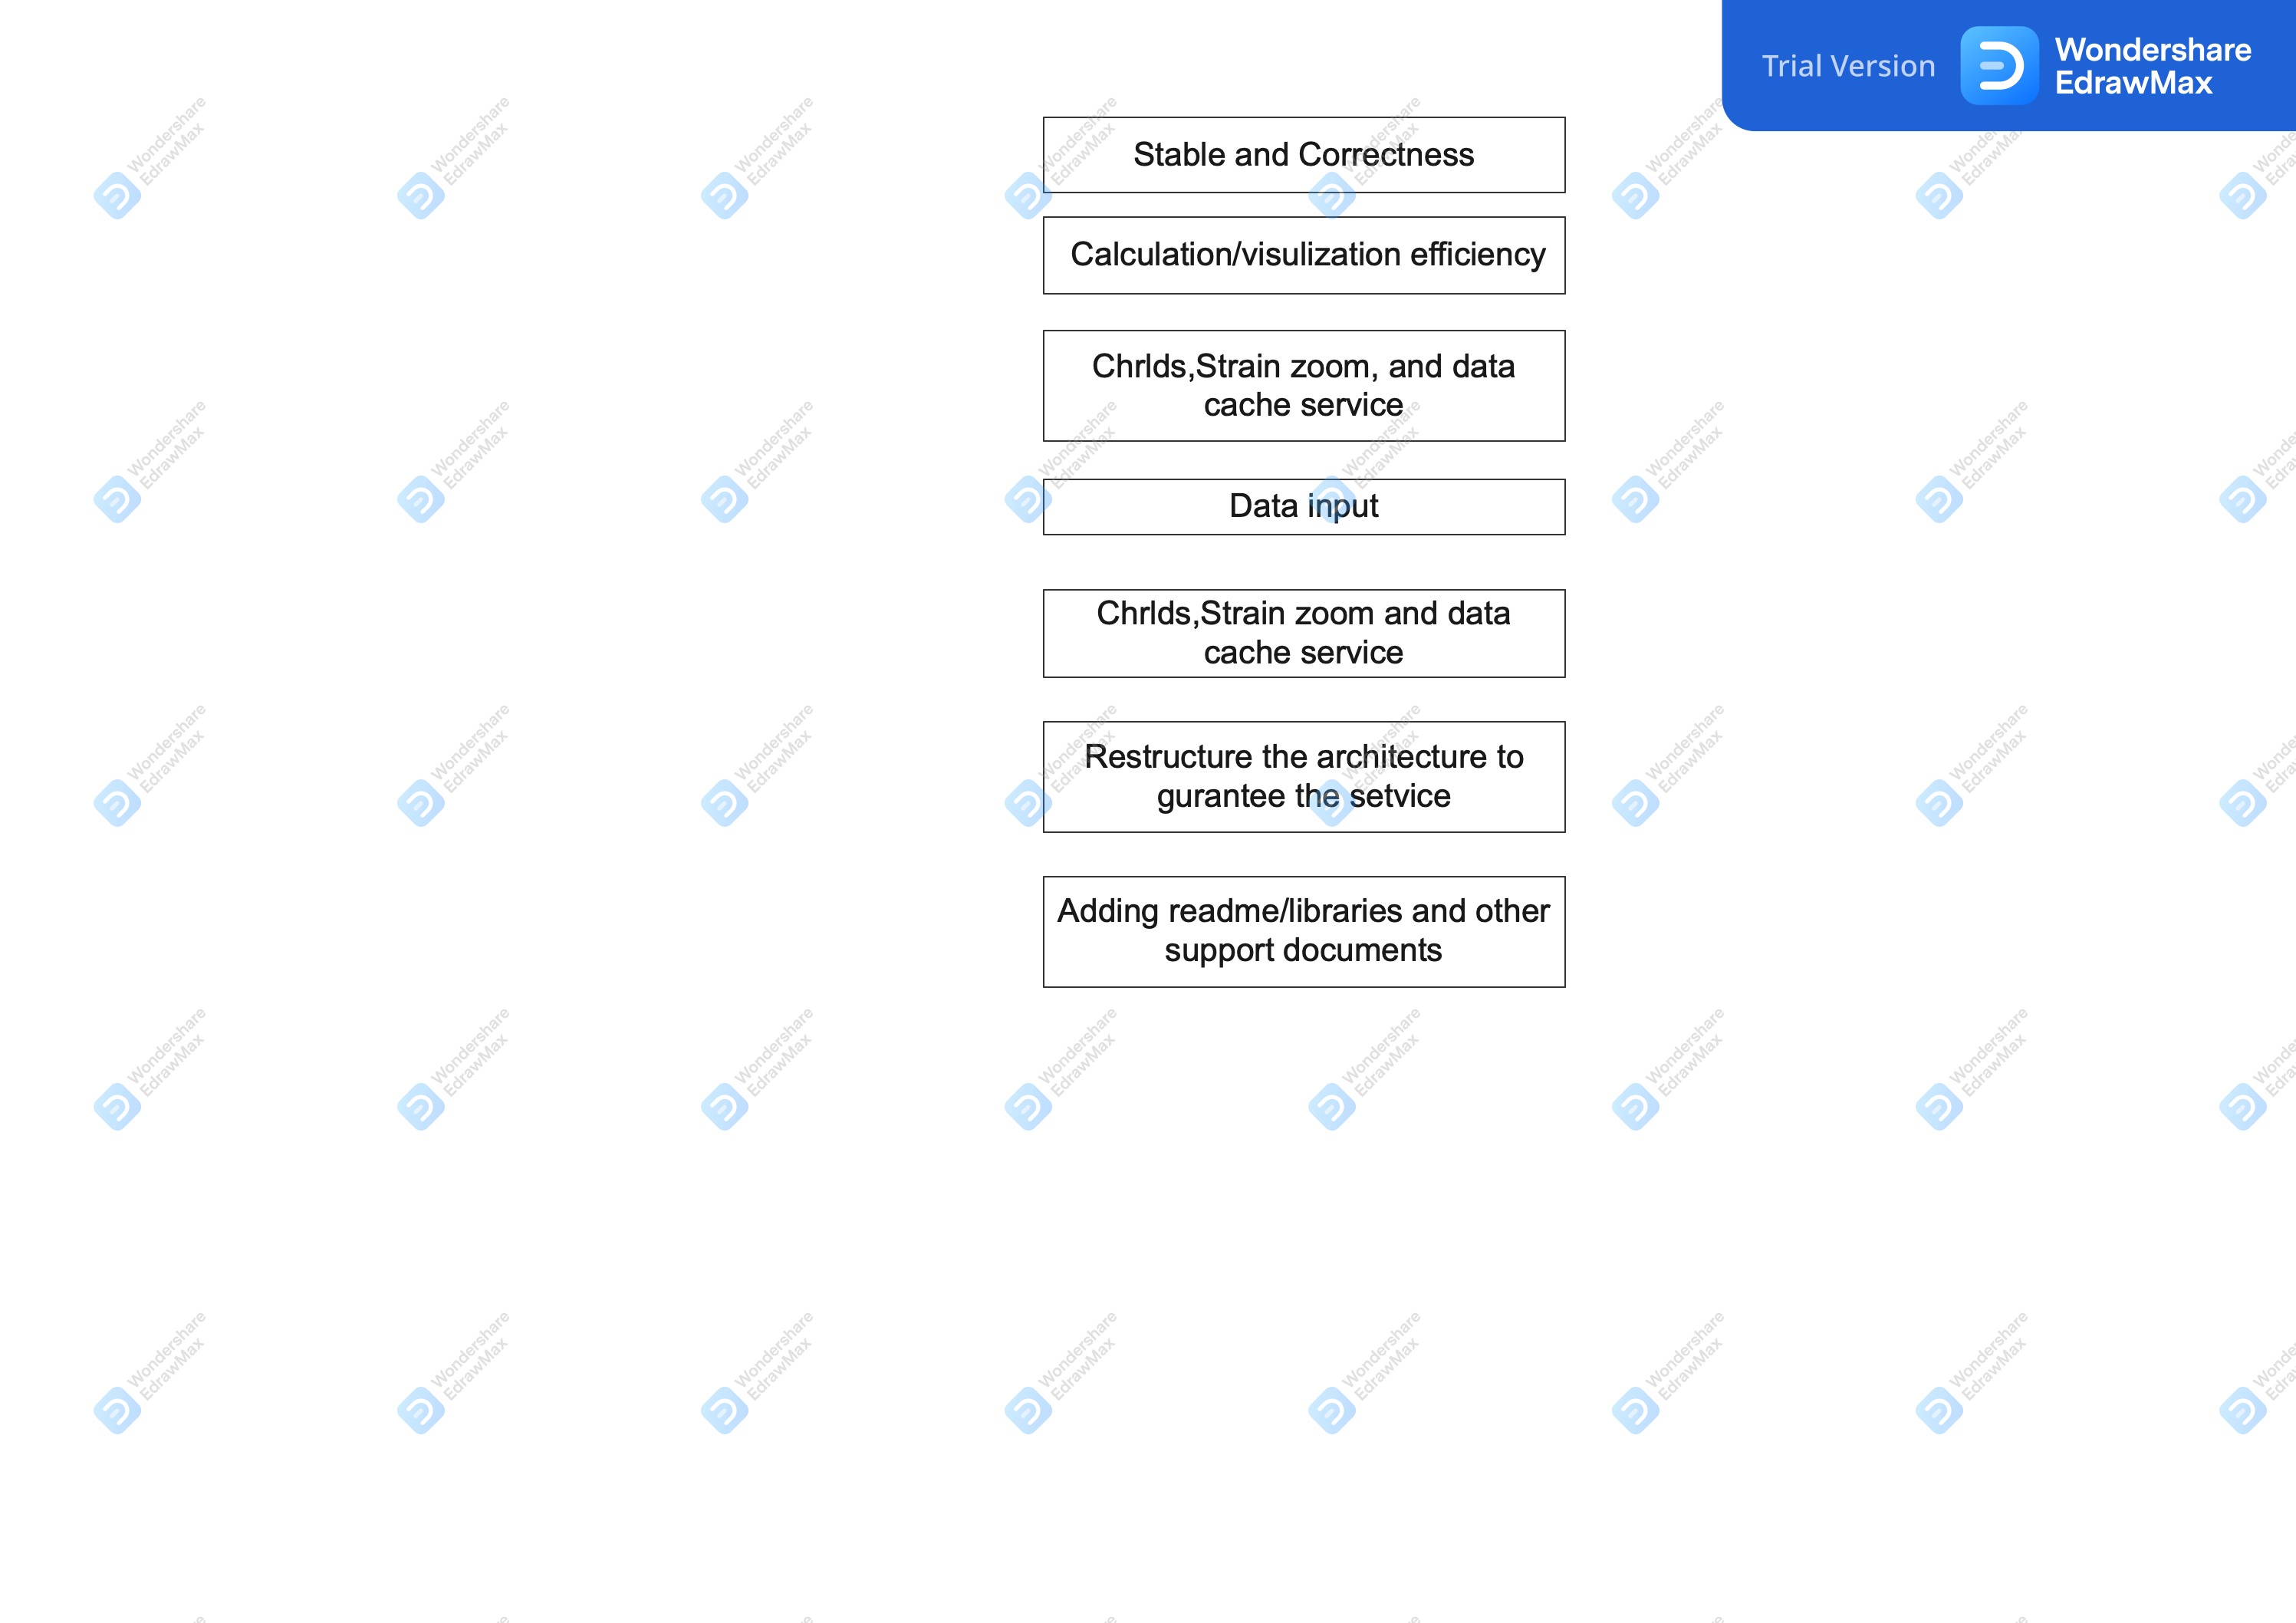 Trial Version
Wondershare
EdrawMax
Stable and Correctness
Calculation/visulization efficiency
Chrlds,Strain zoom, and data
cache service
Data input
Chrlds,Strain zoom and data
cache service
Restructure the architecture to
gurantee the setvice
Adding readme/libraries and other
support documents